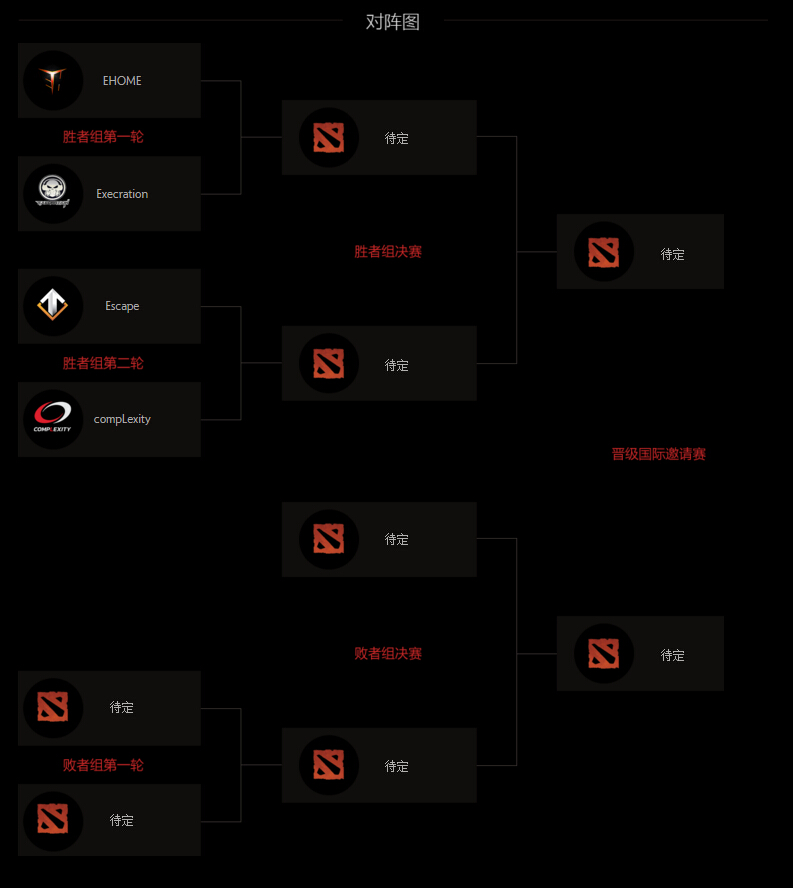 对阵图
EHOME
胜者组第一轮
Execration
待定
胜者组决赛
待定
Escape
胜者组第二轮
COMPLEXITY
compLexity
待定
晋级国际邀请赛
待定
败者组决赛
待定
待定
败者组第一轮
待定
待定